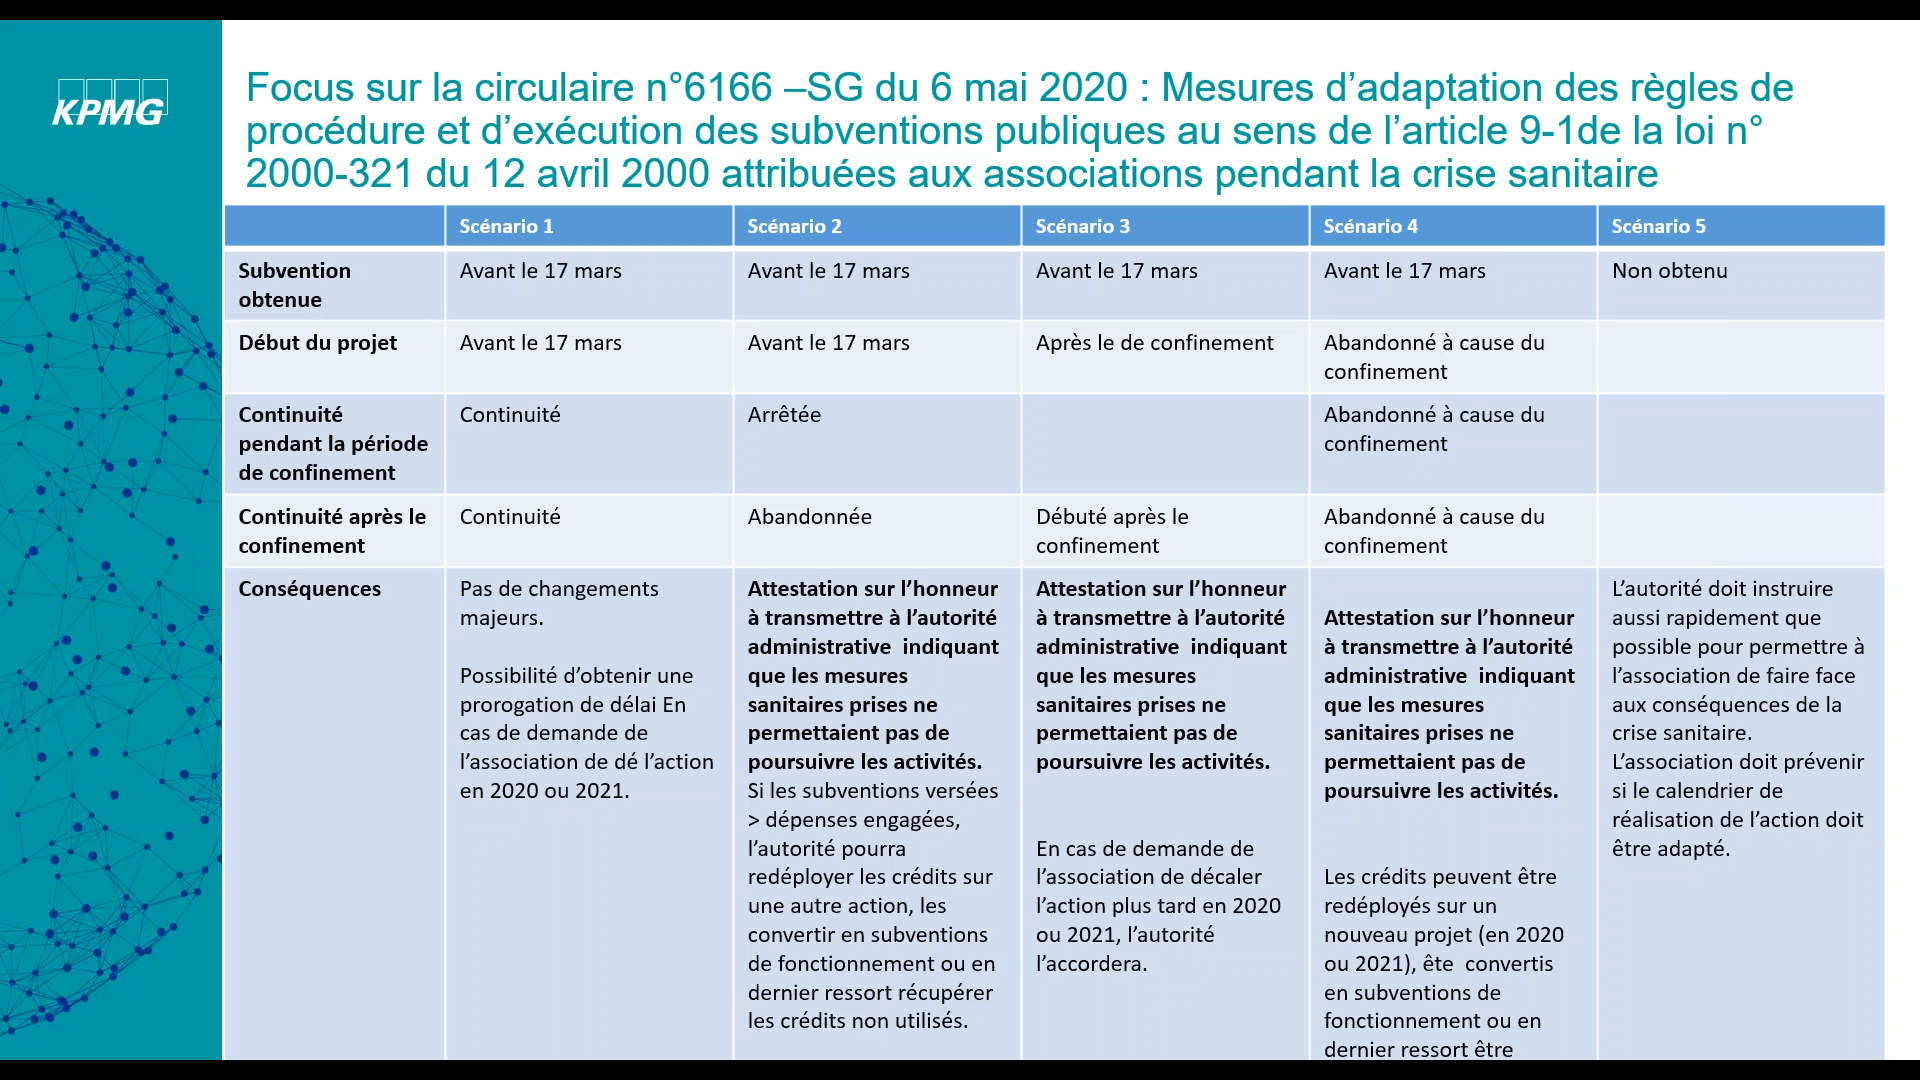 KPMG
Focus sur la circulaire n°6166 –SG du 6 mai 2020 : Mesures d’adaptation des règles de
procédure et d’exécution des subventions publiques au sens de l’article 9-1de la loi n°
2000-321 du 12 avril 2000 attribuées aux associations pendant la crise sanitaire
Scénario 1
Scénario 2
Scénario 3
Scénario 4
Scénario 5
Subvention
obtenue
Avant le 17 mars
Avant le 17 mars
Avant le 17 mars
Avant le 17 mars
Non obtenu
Début du projet
Avant le 17 mars
Avant le 17 mars
Après le de confinement
Abandonné à cause du
confinement
Continuité
pendant la période
de confinement
Continuité
Arrêtée
Abandonné à cause du
confinement
Continuité après le
confinement
Continuité
Abandonnée
Débuté après le
confinement
Abandonné à cause du
confinement
Conséquences
Pas de changements
majeurs.
Possibilité d’obtenir une
prorogation de délai En
cas de demande de
l’association de dé l’action
en 2020 ou 2021.
Attestation sur l’honneur
à transmettre à l’autorité
administrative  indiquant
que les mesures
sanitaires prises ne
permettaient pas de
poursuivre les activités.
Si les subventions versées
> dépenses engagées,
l’autorité pourra
redéployer les crédits sur
une autre action, les
convertir en subventions
de fonctionnement ou en
dernier ressort récupérer
les crédits non utilisés.
Attestation sur l’honneur
à transmettre à l’autorité
administrative  indiquant
que les mesures
sanitaires prises ne
permettaient pas de
poursuivre les activités.
En cas de demande de
l’association de décaler
l’action plus tard en 2020
ou 2021, l’autorité
l’accordera.
Attestation sur l’honneur
à transmettre à l’autorité
administrative  indiquant
que les mesures
sanitaires prises ne
permettaient pas de
poursuivre les activités.
Les crédits peuvent être
redéployés sur un
nouveau projet (en 2020
ou 2021), ête  convertis
en subventions de
fonctionnement ou en
dernier ressort être
L’autorité doit instruire
aussi rapidement que
possible pour permettre à
l’association de faire face
aux conséquences de la
crise sanitaire.
L’association doit prévenir
si le calendrier de
réalisation de l’action doit
être adapté.